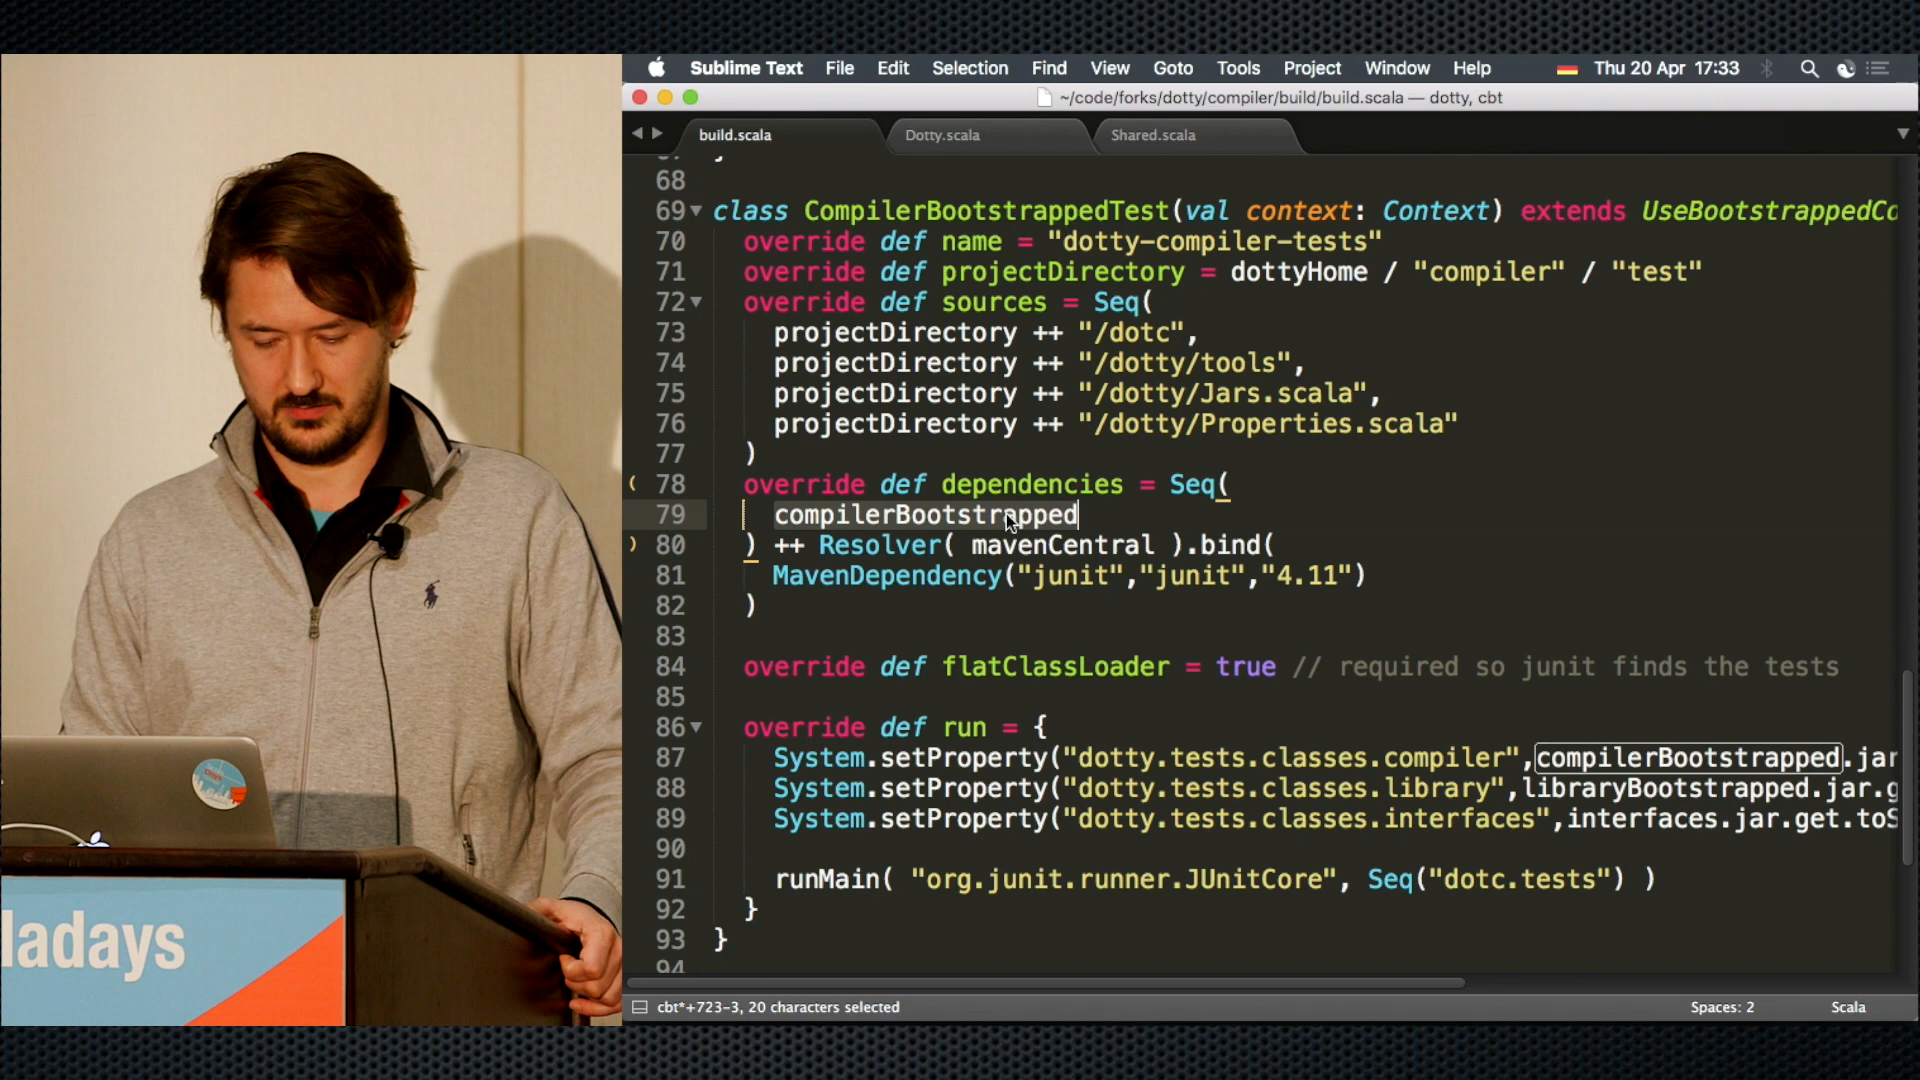 Sublime Text File Edit Selection Find View Goto Tools Project Window Help Thu 20 Apr 17:33
~/code/forks/dotty/compiler/build/build.scala — dotty, cbt
build.scala Dotty.scala Shared.scala
68
69 class CompilerBootstrappedTest(val context: Context) extends UseBootstrappedCo
70 override def name = "dotty-compiler-tests"
71 override def projectDirectory = dottyHome / "compiler" / "test"
72 override def sources = Seq(
73 projectDirectory ++ "/dotc",
74 projectDirectory ++ "/dotty/tools",
75 projectDirectory ++ "/dotty/Jars.scala",
76 projectDirectory ++ "/dotty/Properties.scala"
77 )
78 override def dependencies = Seq(
79 compilerBootstrapped
80 ) ++ Resolver( mavenCentral ).bind(
81 MavenDependency("junit","junit","4.11")
82 )
83
84 override def flatClassLoader = true // required so junit finds the tests
85
86 override def run = {
87 System.setProperty("dotty.tests.classes.compiler",compilerBootstrapped.jar
88 System.setProperty("dotty.tests.classes.library",libraryBootstrapped.jar.g
89 System.setProperty("dotty.tests.classes.interfaces",interfaces.jar.get.toS
90
91 runMain( "org.junit.runner.JUnitCore", Seq("dotc.tests") )
92 }
93 }
94
cbt*+723-3, 20 characters selected Spaces: 2 Scala
ladays